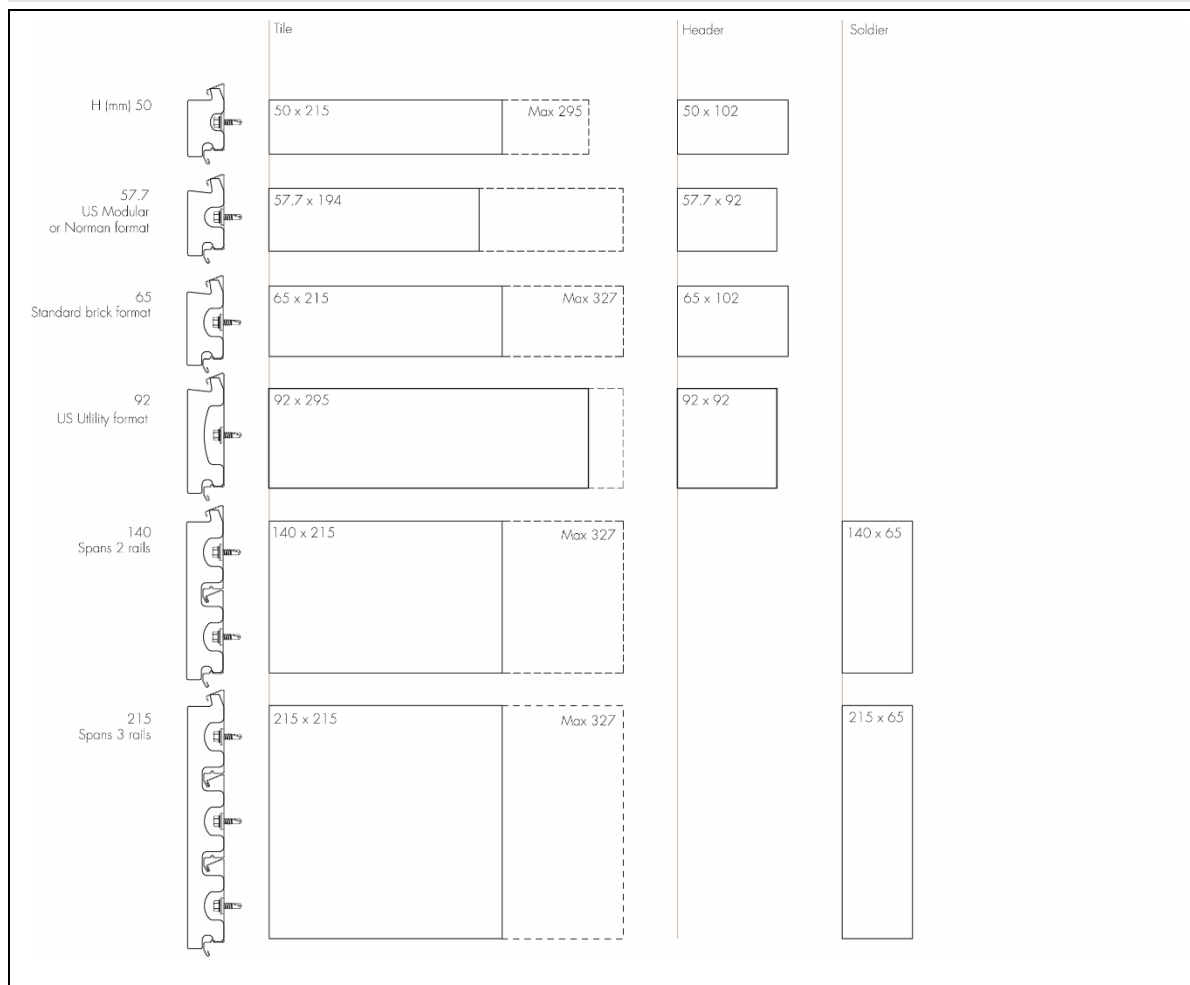 Tile
Header
Soldier
H (mm) 50
50 x 215
Max 295
50 x 102
57.7
US Modular
or Norman format
57.7 x 194
57.7 x 92
65
Standard brick format
65 x 215
Max 327
65 x 102
92
US Utlility format
92 x 295
92 x 92
140
Spans 2 rails
140 x 215
Max 327
140 x 65
215
Spans 3 rails
215 x 215
Max 327
215 x 65